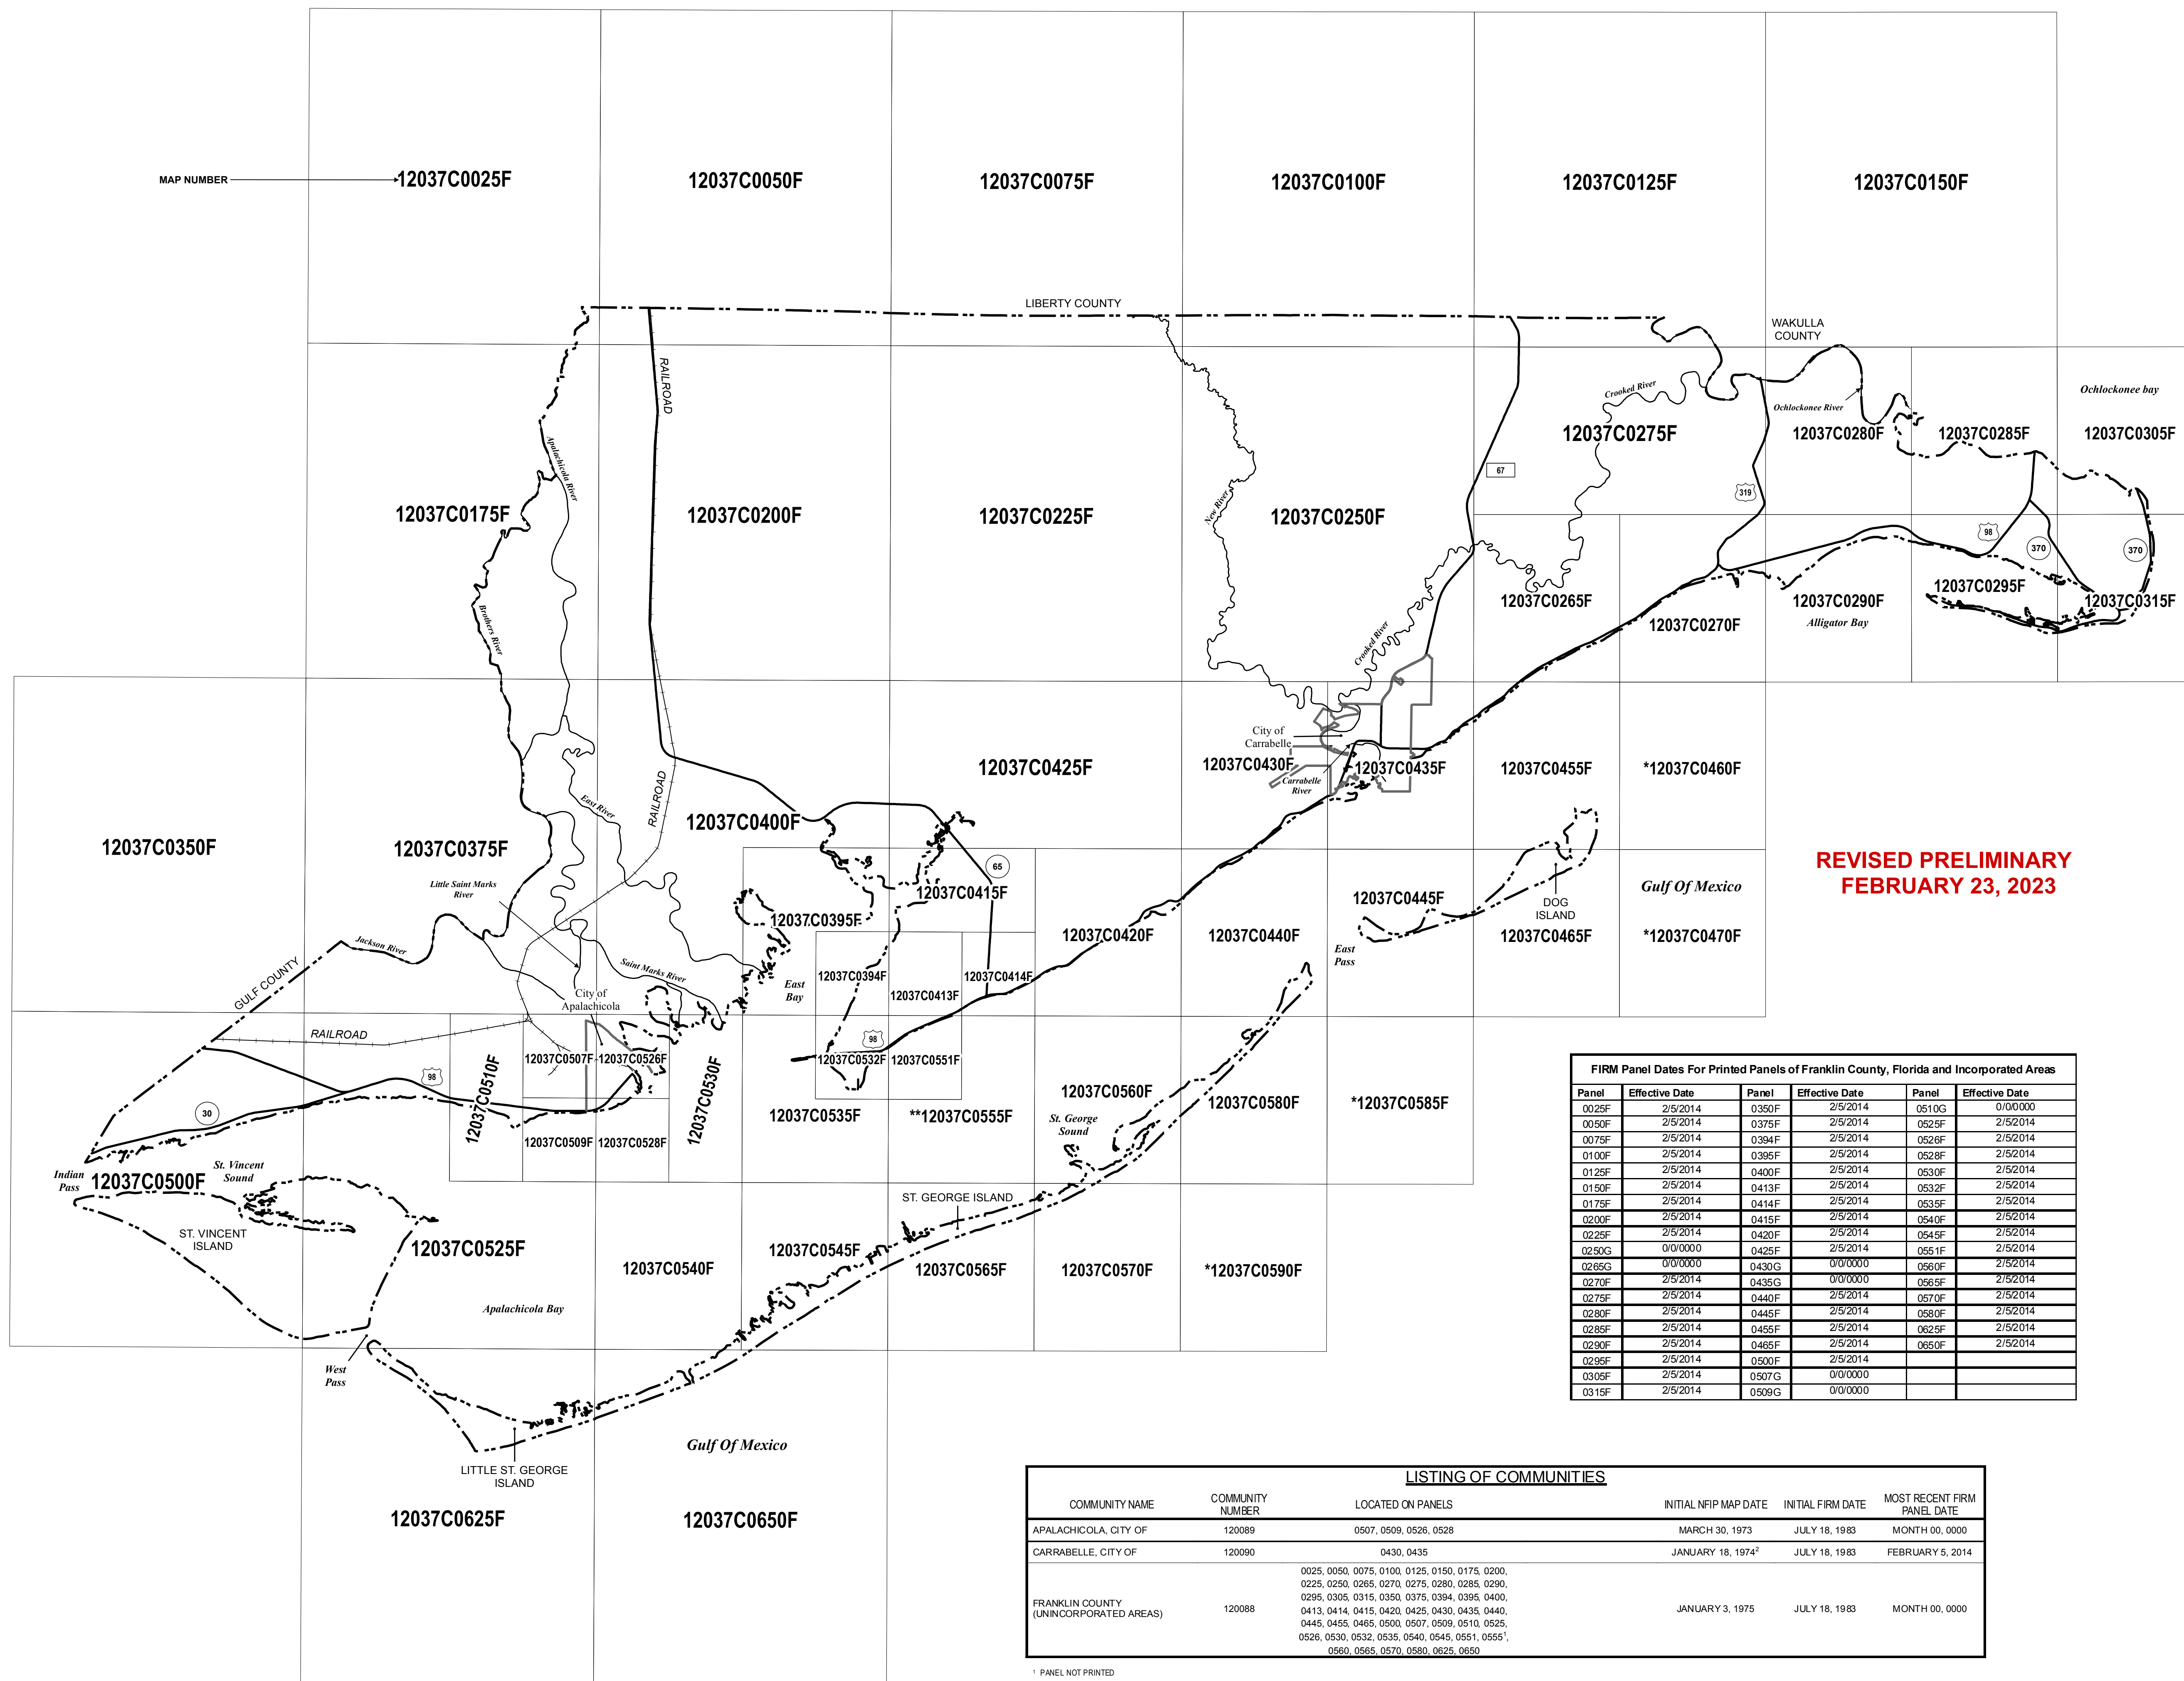 MAP NUMBER
12037C0025F
12037C0050F
12037C0075F
12037C0100F
12037C0125F
12037C0150F
LIBERTY COUNTY
WAKULLA
COUNTY
RAILROAD
Crooked River
Ochlockonee bay
Ochlockonee River
12037C0275F
12037C0280F
12037C0285F
12037C0305F
Apalachicola River
67
319
12037C0175F
12037C0200F
12037C0225F
New River
12037C0250F
98
370
370
12037C0265F
12037C0290F
12037C0295F
12037C0315F
Brothers River
12037C0270F
Alligator Bay
Crooked River
City of
Carrabelle
12037C0425F
12037C0430F
12037C0435F
12037C0455F
*12037C0460F
Carrabelle
River
RAILROAD
East River
12037C0400F
12037C0350F
12037C0375F
65
REVISED PRELIMINARY
FEBRUARY 23, 2023
Little Saint Marks
River
12037C0415F
12037C0395F
12037C0445F
Gulf Of Mexico
DOG
ISLAND
12037C0420F
12037C0440F
12037C0465F
*12037C0470F
Jackson River
East
Pass
GULF COUNTY
Saint Marks River
12037C0394F
12037C0414F
East
Bay
12037C0413F
City of
Apalachicola
RAILROAD
98
12037C0507F
12037C0526F
12037C0532F
12037C0551F
98
12037C0510F
12037C0530F
30
12037C0560F
12037C0535F
**12037C0555F
12037C0580F
*12037C0585F
St. George
Sound
12037C0509F
12037C0528F
Indian
Pass
12037C0500F
St. Vincent
Sound
ST. GEORGE ISLAND
ST. VINCENT
ISLAND
12037C0525F
12037C0545F
12037C0540F
12037C0565F
12037C0570F
*12037C0590F
Apalachicola Bay
West
Pass
Gulf Of Mexico
LITTLE ST. GEORGE
ISLAND
12037C0625F
12037C0650F
FIRM Panel Dates For Printed Panels of Franklin County, Florida and Incorporated Areas
Panel Effective Date Panel Effective Date Panel Effective Date
0025F 2/5/2014 0350F 2/5/2014 0510G 0/0/0000
0050F 2/5/2014 0375F 2/5/2014 0525F 2/5/2014
0075F 2/5/2014 0394F 2/5/2014 0526F 2/5/2014
0100F 2/5/2014 0395F 2/5/2014 0528F 2/5/2014
0125F 2/5/2014 0400F 2/5/2014 0530F 2/5/2014
0150F 2/5/2014 0413F 2/5/2014 0532F 2/5/2014
0175F 2/5/2014 0414F 2/5/2014 0535F 2/5/2014
0200F 2/5/2014 0415F 2/5/2014 0540F 2/5/2014
0225F 2/5/2014 0420F 2/5/2014 0545F 2/5/2014
0250G 0/0/0000 0425F 2/5/2014 0551F 2/5/2014
0265G 0/0/0000 0430G 0/0/0000 0560F 2/5/2014
0270F 2/5/2014 0435G 0/0/0000 0565F 2/5/2014
0275F 2/5/2014 0440F 2/5/2014 0570F 2/5/2014
0280F 2/5/2014 0445F 2/5/2014 0580F 2/5/2014
0285F 2/5/2014 0455F 2/5/2014 0625F 2/5/2014
0290F 2/5/2014 0465F 2/5/2014 0650F 2/5/2014
0295F 2/5/2014 0500F 2/5/2014
0305F 2/5/2014 0507G 0/0/0000
0315F 2/5/2014 0509G 0/0/0000
LISTING OF COMMUNITIES
COMMUNITY NAME COMMUNITY NUMBER LOCATED ON PANELS INITIAL NFIP MAP DATE INITIAL FIRM DATE MOST RECENT FIRM PANEL DATE
APALACHICOLA, CITY OF 120089 0507, 0509, 0526, 0528 MARCH 30, 1973 JULY 18, 1983 MONTH 00, 0000
CARRABELLE, CITY OF 120090 0430, 0435 JANUARY 18, 1974² JULY 18, 1983 FEBRUARY 5, 2014
FRANKLIN COUNTY
(UNINCORPORATED AREAS)
120088
0025, 0050, 0075, 0100, 0125, 0150, 0175, 0200,
0225, 0250, 0265, 0270, 0275, 0280, 0285, 0290,
0295, 0305, 0315, 0350, 0375, 0394, 0395, 0400,
0413, 0414, 0415, 0420, 0425, 0430, 0435, 0440,
0445, 0455, 0465, 0500, 0507, 0509, 0510, 0525,
0526, 0530, 0532, 0535, 0540, 0545, 0551, 0555¹,
0560, 0565, 0570, 0580, 0625, 0650
JANUARY 3, 1975 JULY 18, 1983 MONTH 00, 0000
¹ PANEL NOT PRINTED